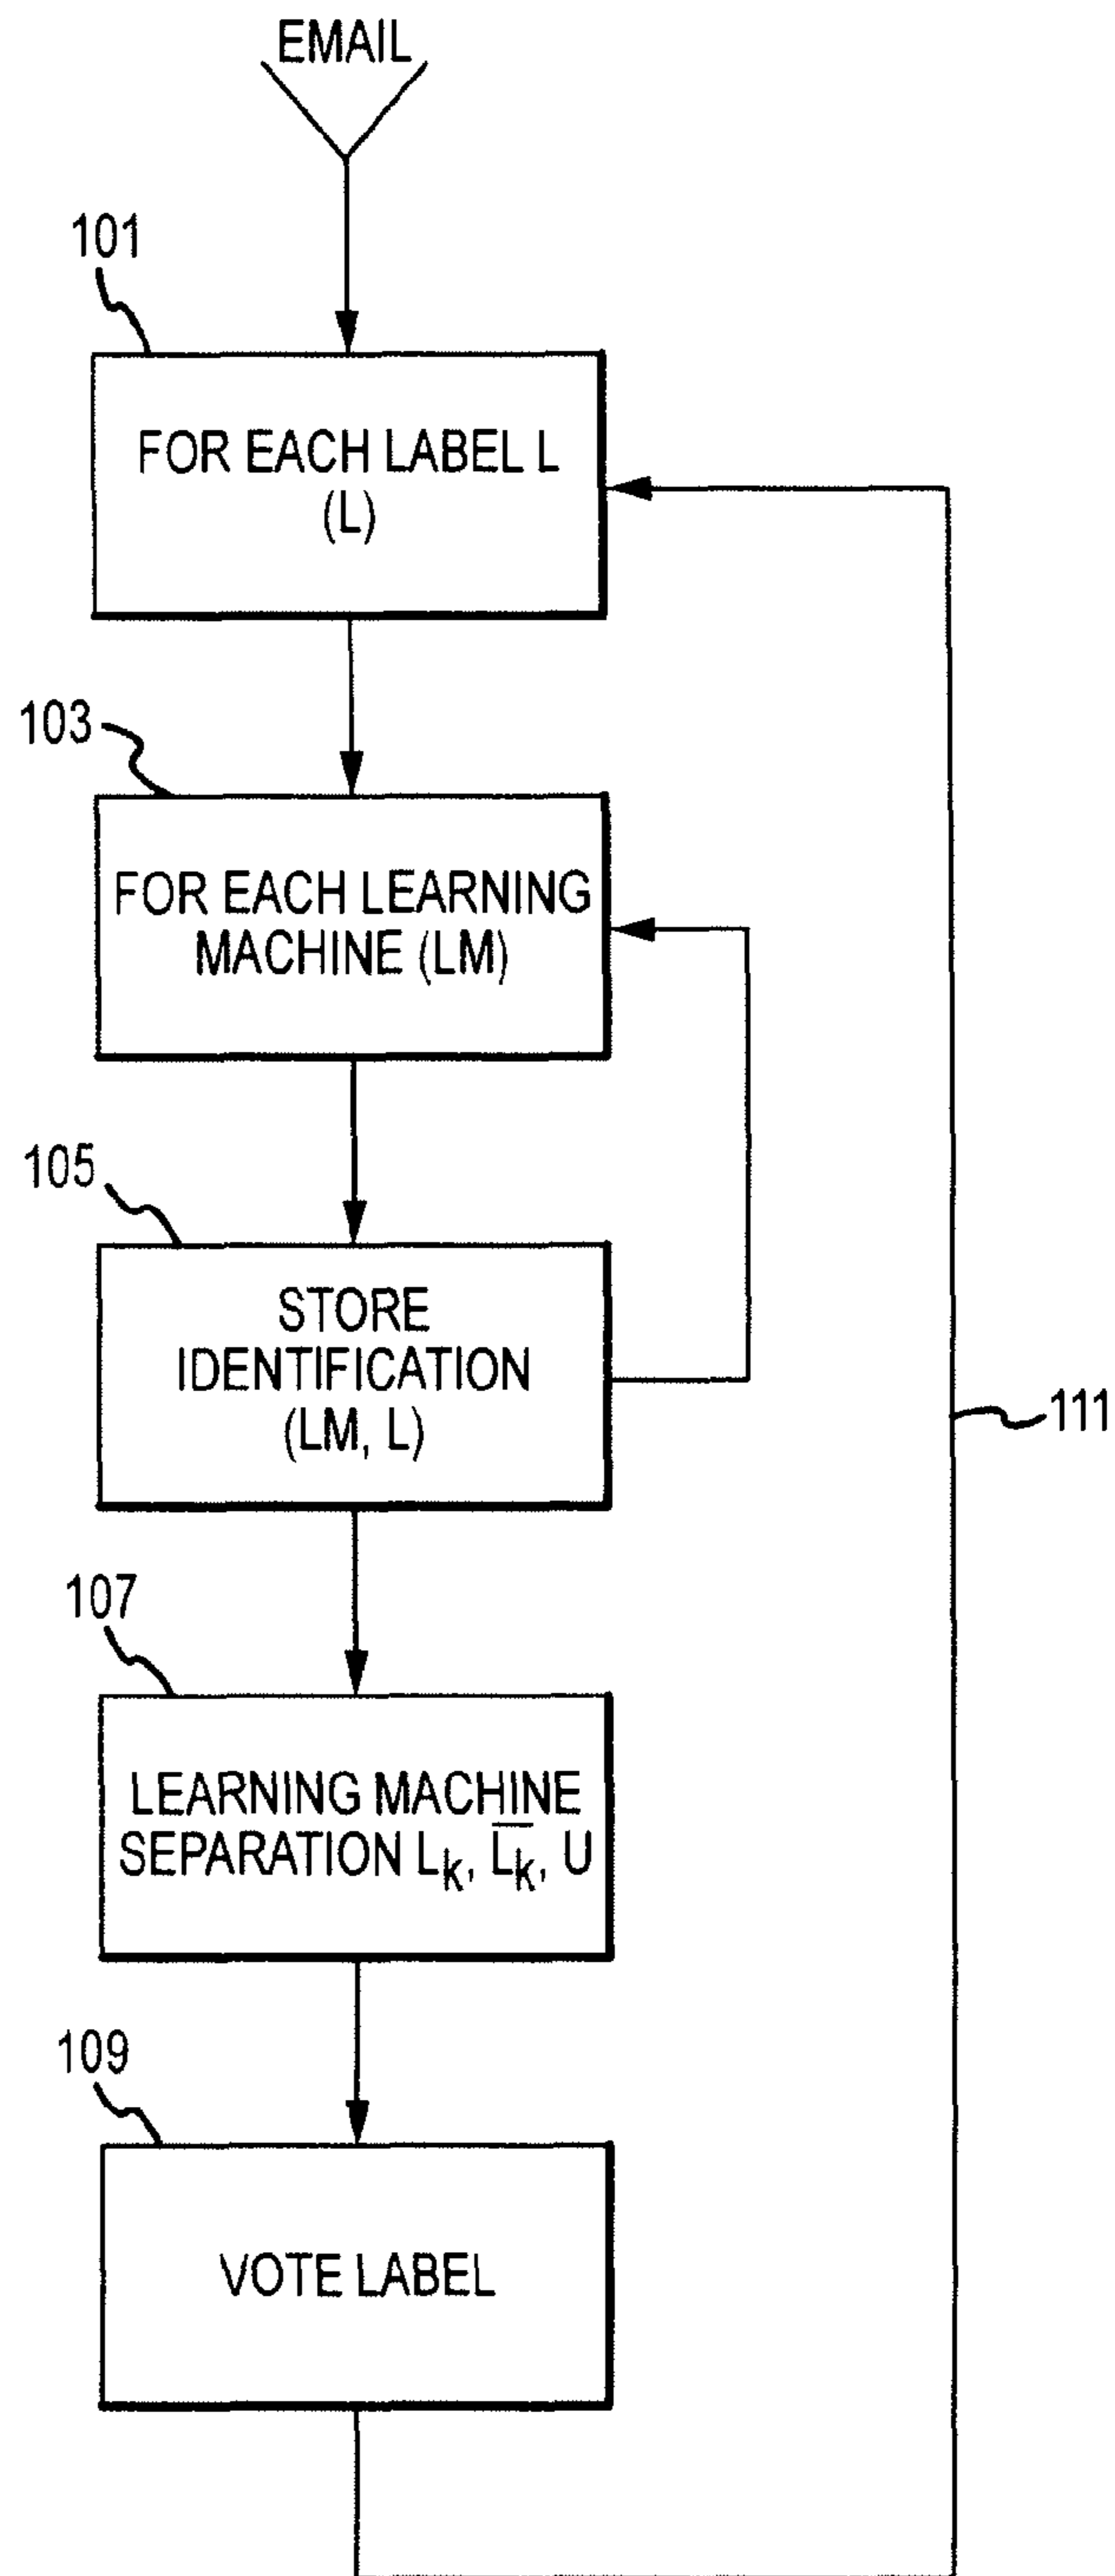 EMAIL
101
FOR EACH LABEL L
(L)
103
FOR EACH LEARNING
MACHINE (LM)
105
STORE
IDENTIFICATION
(LM, L)
111
107
LEARNING MACHINE
SEPARATION Lk, L̅k̅, U
109
VOTE LABEL